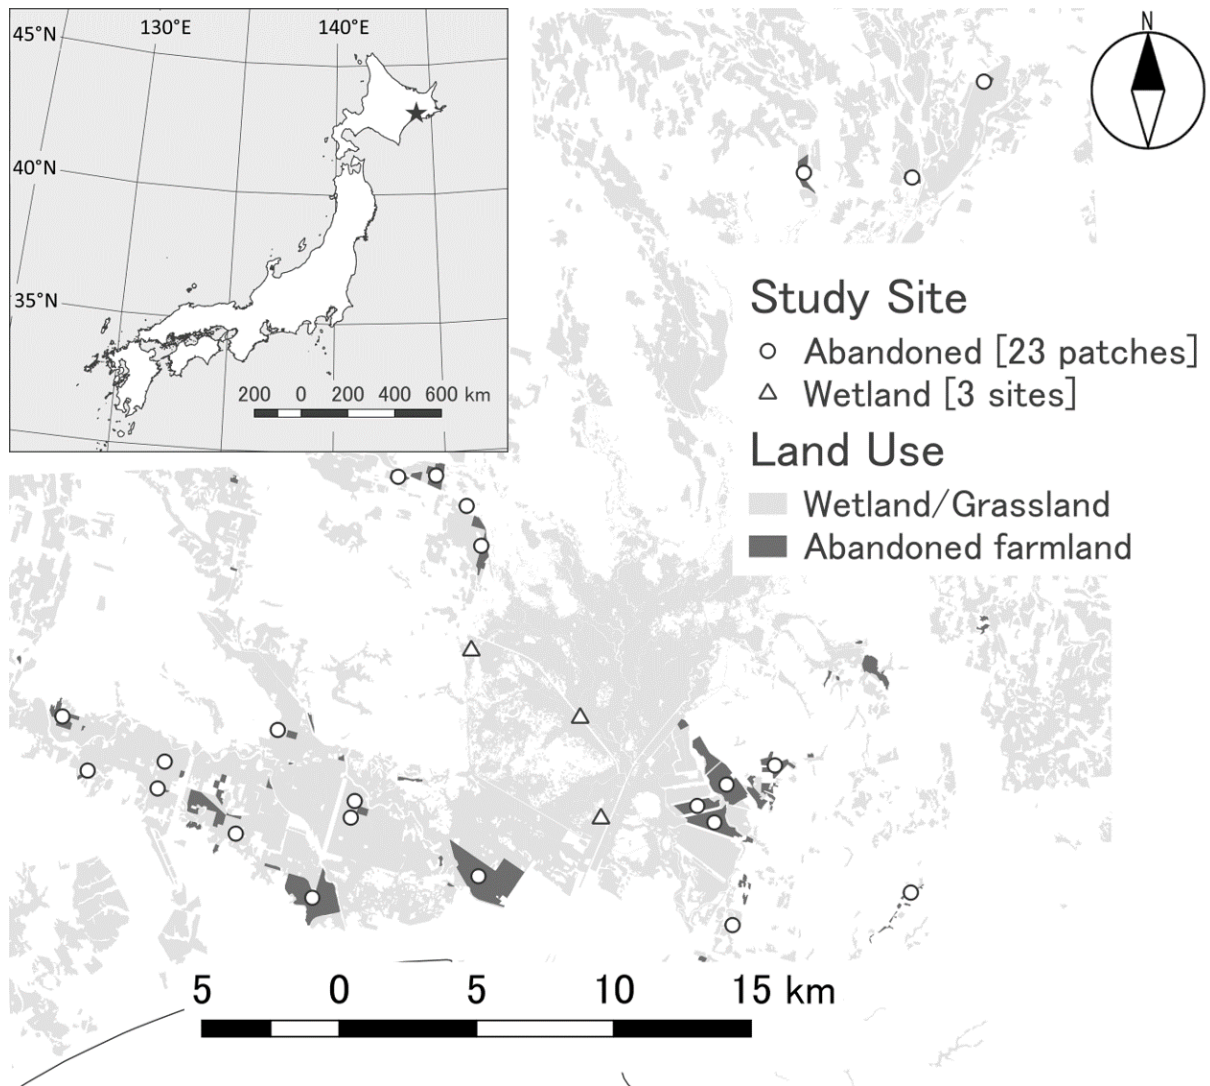 45°N
130°E
140°E
40°N
35°N
200 0 200 400 600 km
N
Study Site
Abandoned [23 patches]
Wetland [3 sites]
Land Use
Wetland/Grassland
Abandoned farmland
5 0 5 10 15 km